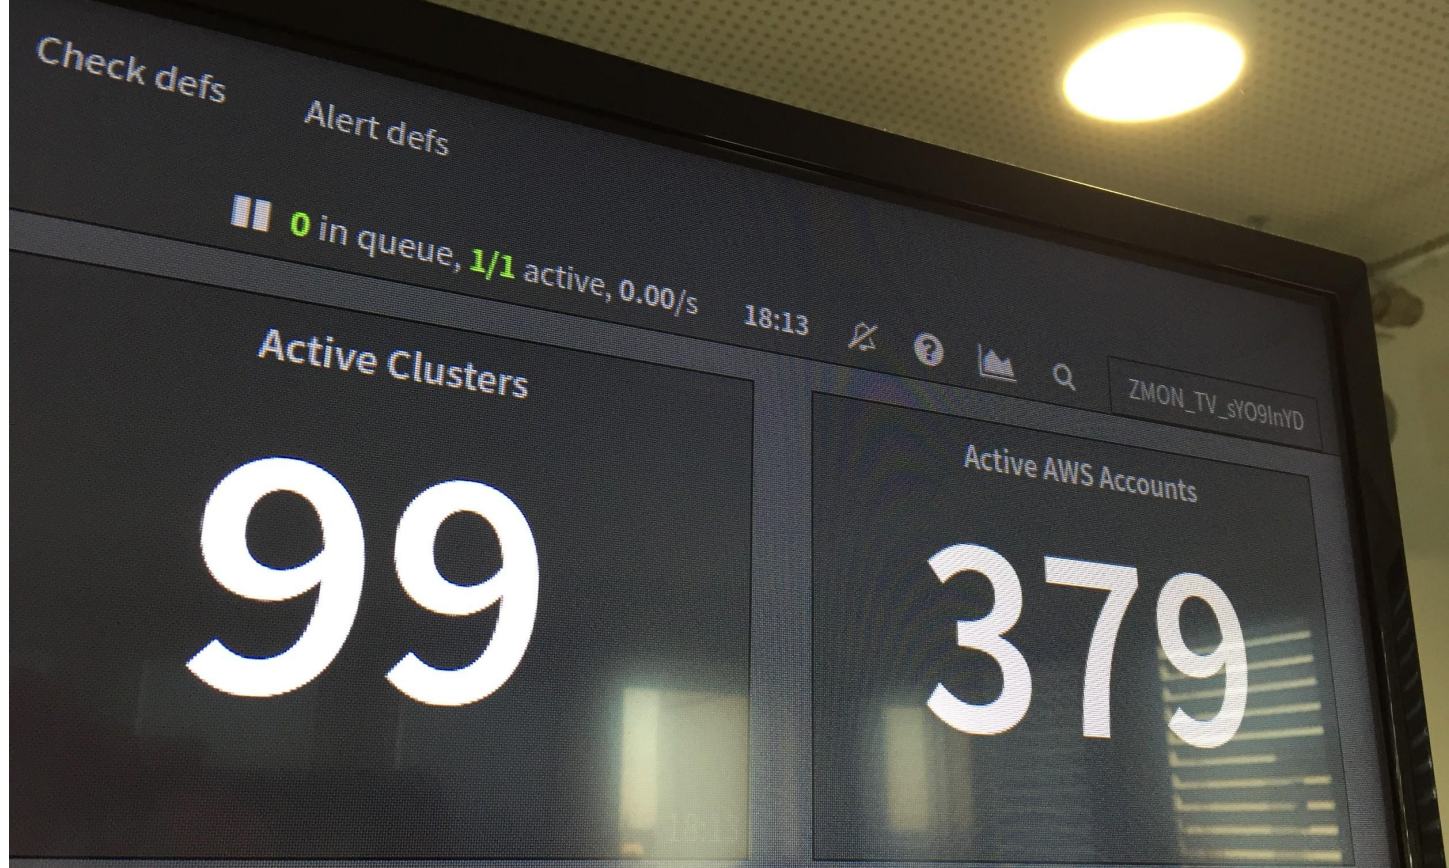 Check defs
Alert defs
0 in queue, 1/1 active, 0.00/s
18:13
?
ZMON_TV_sYO9InYD
Active Clusters
99
Active AWS Accounts
379